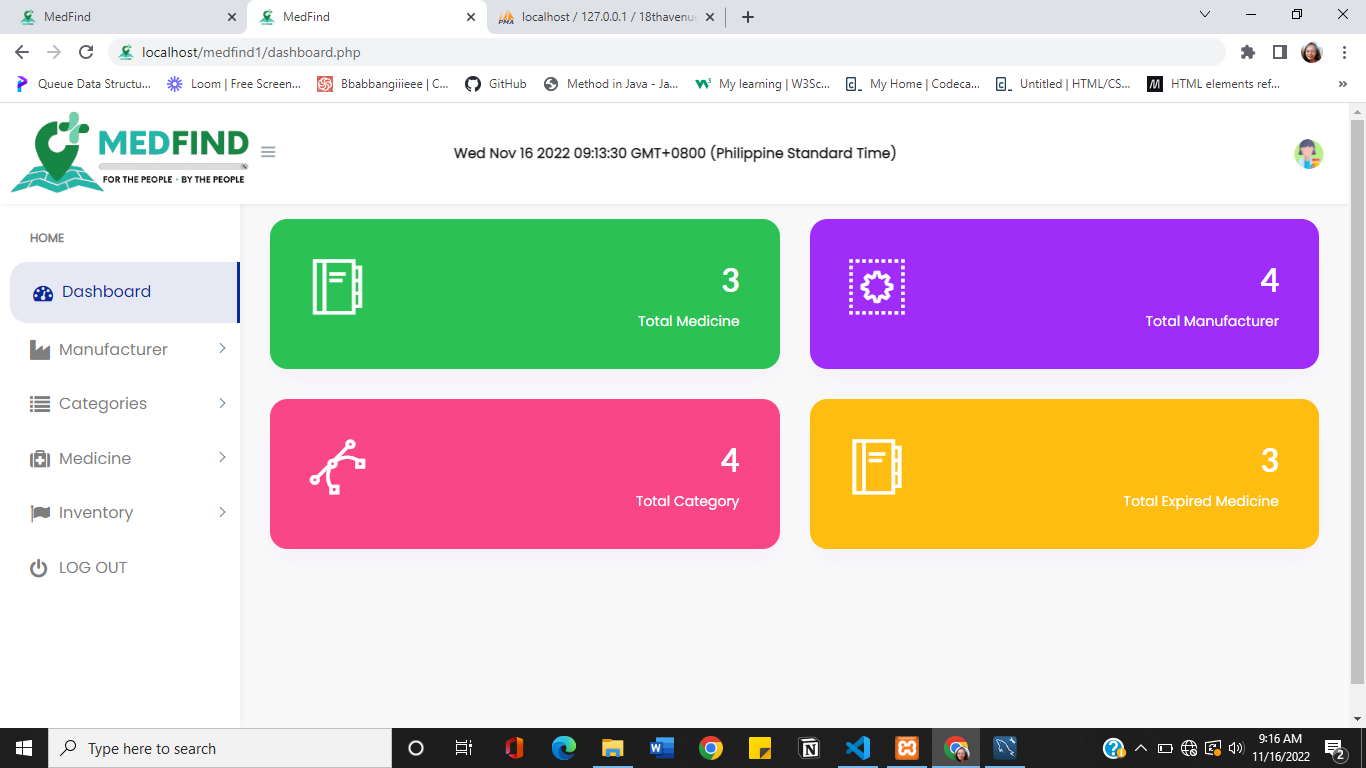 MedFind
MedFind
localhost / 127.0.0.1 / 18thavenu
localhost/medfind1/dashboard.php
Queue Data Structu...
Loom | Free Screen...
Bbabbangiiieee | C...
GitHub
Method in Java - Ja...
My learning | W3Sc...
My Home | Codeca...
Untitled | HTML/CS...
HTML elements ref...
MEDFIND
FOR THE PEOPLE - BY THE PEOPLE
Wed Nov 16 2022 09:13:30 GMT+0800 (Philippine Standard Time)
HOME
Dashboard
Manufacturer
Categories
Medicine
Inventory
LOG OUT
3
Total Medicine
4
Total Manufacturer
4
Total Category
3
Total Expired Medicine
Type here to search
9:16 AM
11/16/2022
2